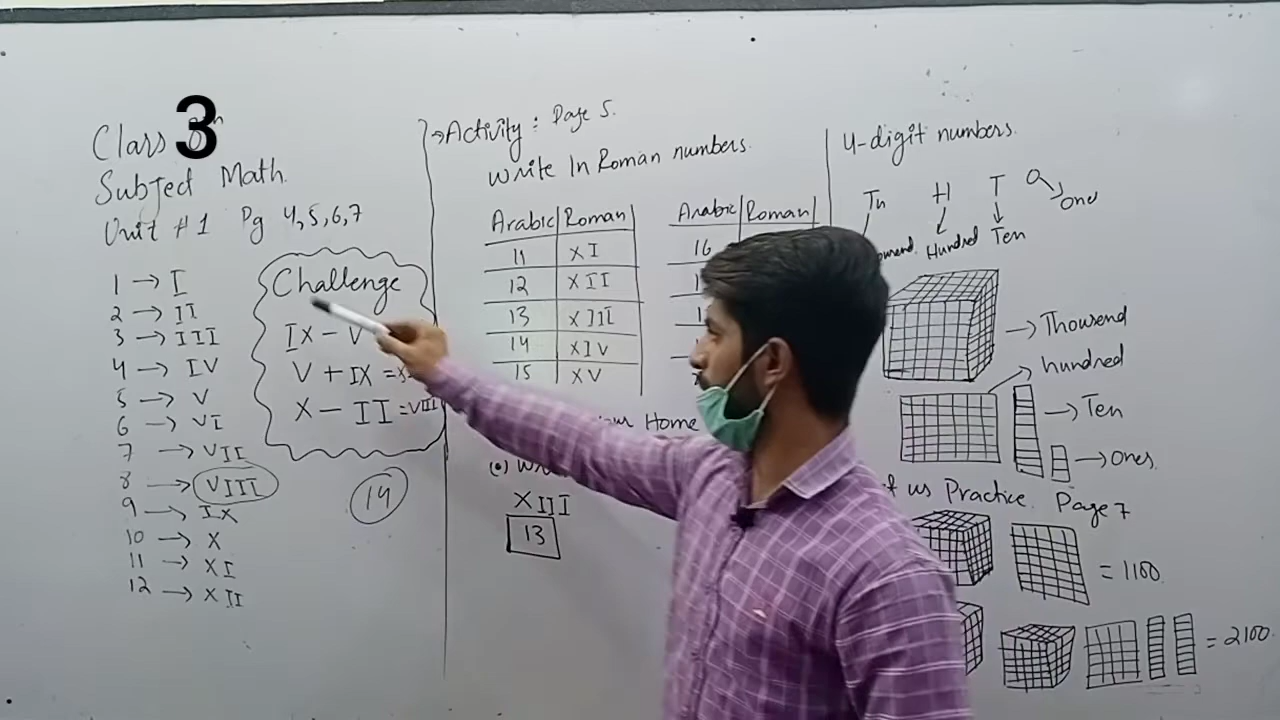 Class 3
Subject Math
Unit #1 Pg 4,5,6,7
1 → I
2 → II
3 → III
4 → IV
5 → V
6 → VI
7 → VII
8 → VIII
9 → IX
10 → X
11 → XI
12 → XII
Challenge
IX - V
V + IX =
X - II = VIII
14
→ Activity: Page 5.
Write In Roman numbers.
Arabic Roman
11 XI
12 XII
13 XIII
14 XIV
15 XV
Arabic Roman
16
Home
XIII
13
4-digit numbers.
H T O
Hundred Ten One
→ Thousend
hundred
→ Ten
→ Ones
us Practice. Page 7
= 1100
= 2100